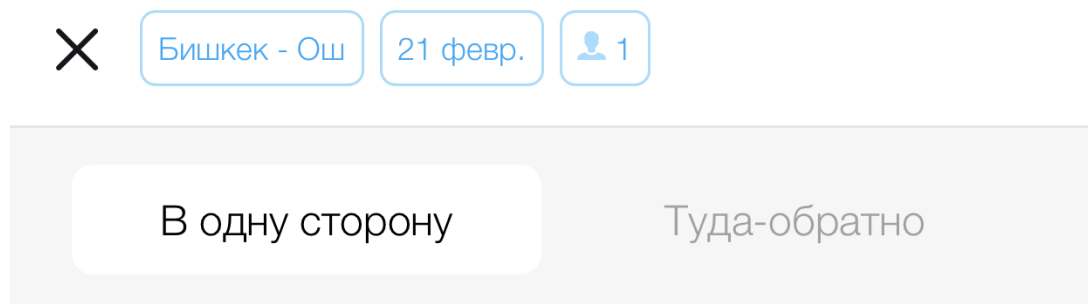 Бишкек - Ош 21 февр. 1
В одну сторону Туда-обратно